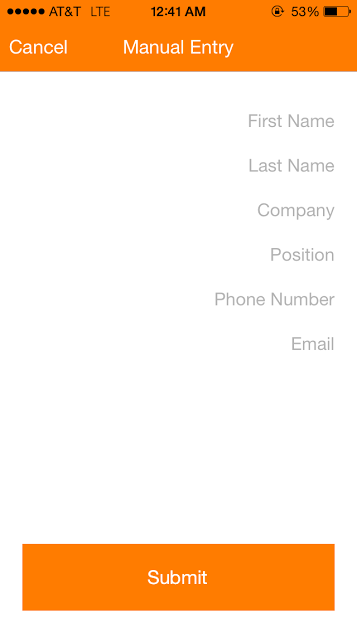 AT&T LTE 12:41 AM 53%
Cancel Manual Entry
First Name
Last Name
Company
Position
Phone Number
Email
Submit